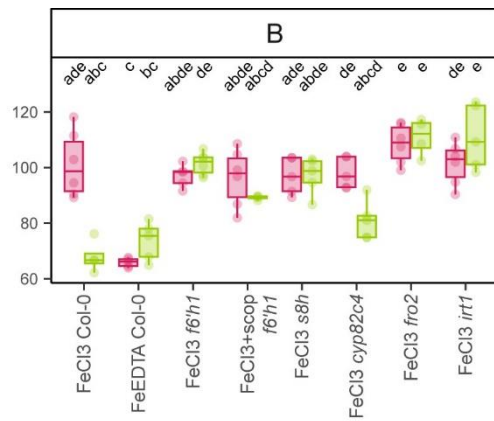 B
ade abc c bc abde de abde abcd ade abde de abcd e e de e
120
100
80
60
FeCl3 Col-0
FeEDTA Col-0
FeCl3 f6'h1
FeCl3+scop
f6'h1
FeCl3 s8h
FeCl3 cyp82c4
FeCl3 fro2
FeCl3 irt1